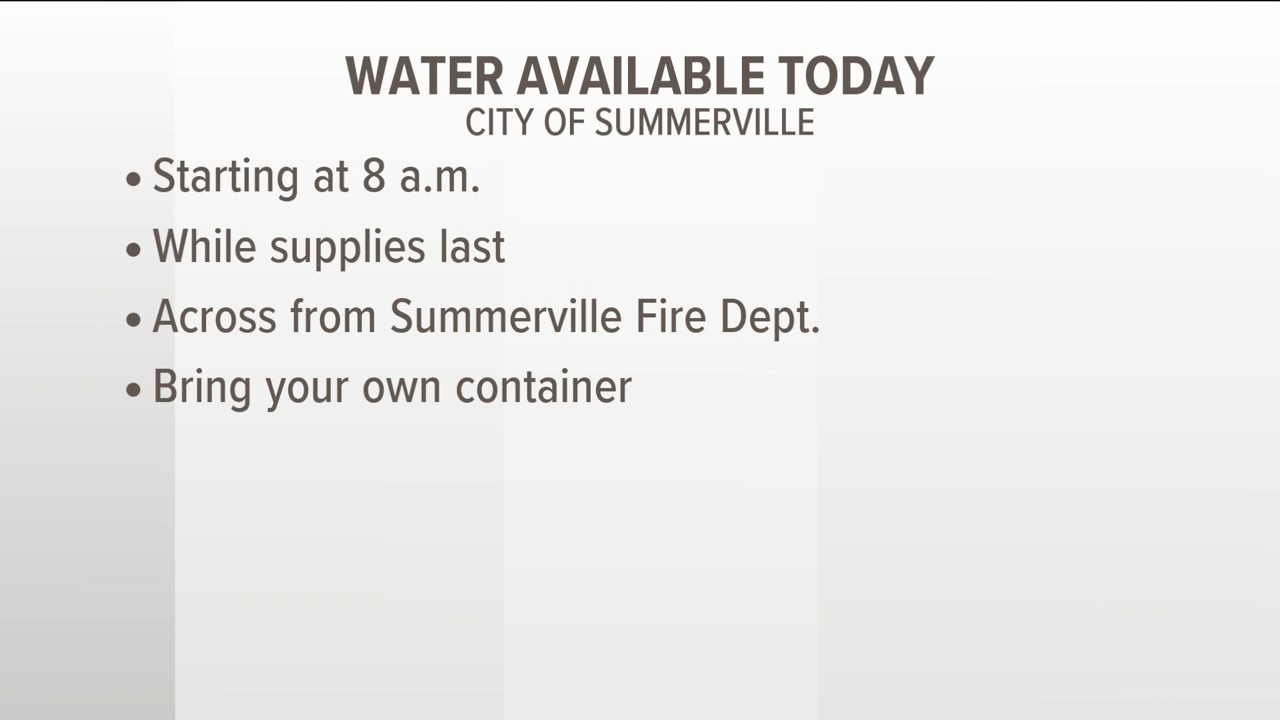 WATER AVAILABLE TODAY
CITY OF SUMMERVILLE
• Starting at 8 a.m.
• While supplies last
• Across from Summerville Fire Dept.
• Bring your own container